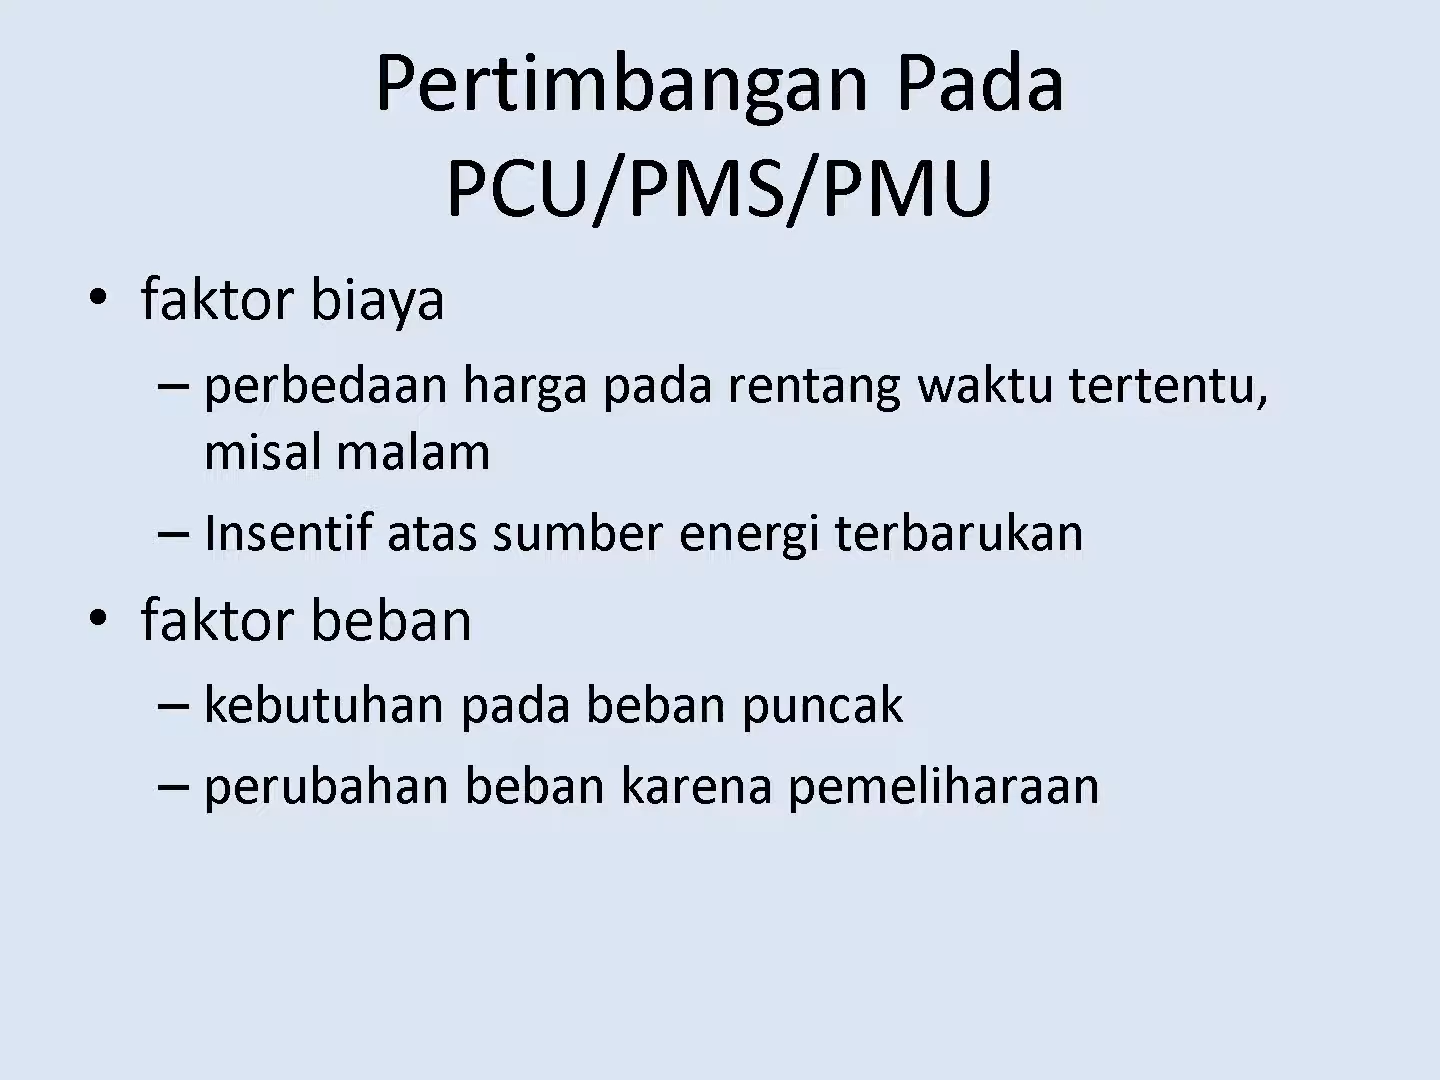 Pertimbangan Pada
PCU/PMS/PMU
• faktor biaya
– perbedaan harga pada rentang waktu tertentu,
misal malam
– Insentif atas sumber energi terbarukan
• faktor beban
– kebutuhan pada beban puncak
– perubahan beban karena pemeliharaan